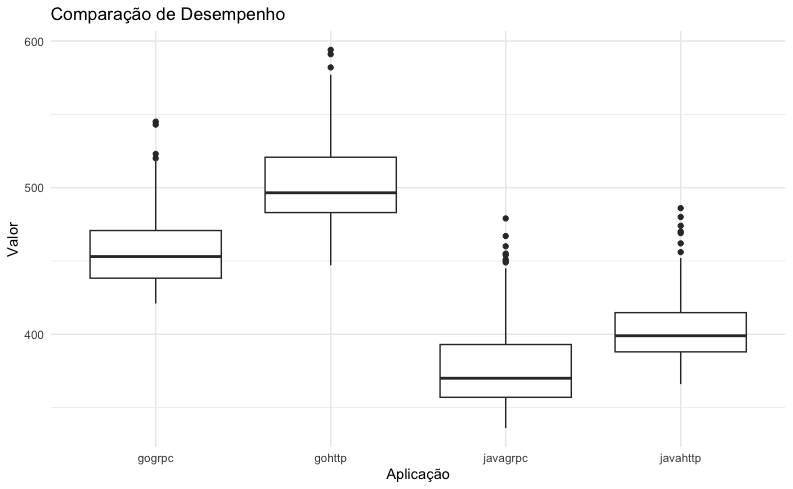 Comparação de Desempenho
600
500
400
Valor
gogrpc
gohttp
javagrpc
javahttp
Aplicação